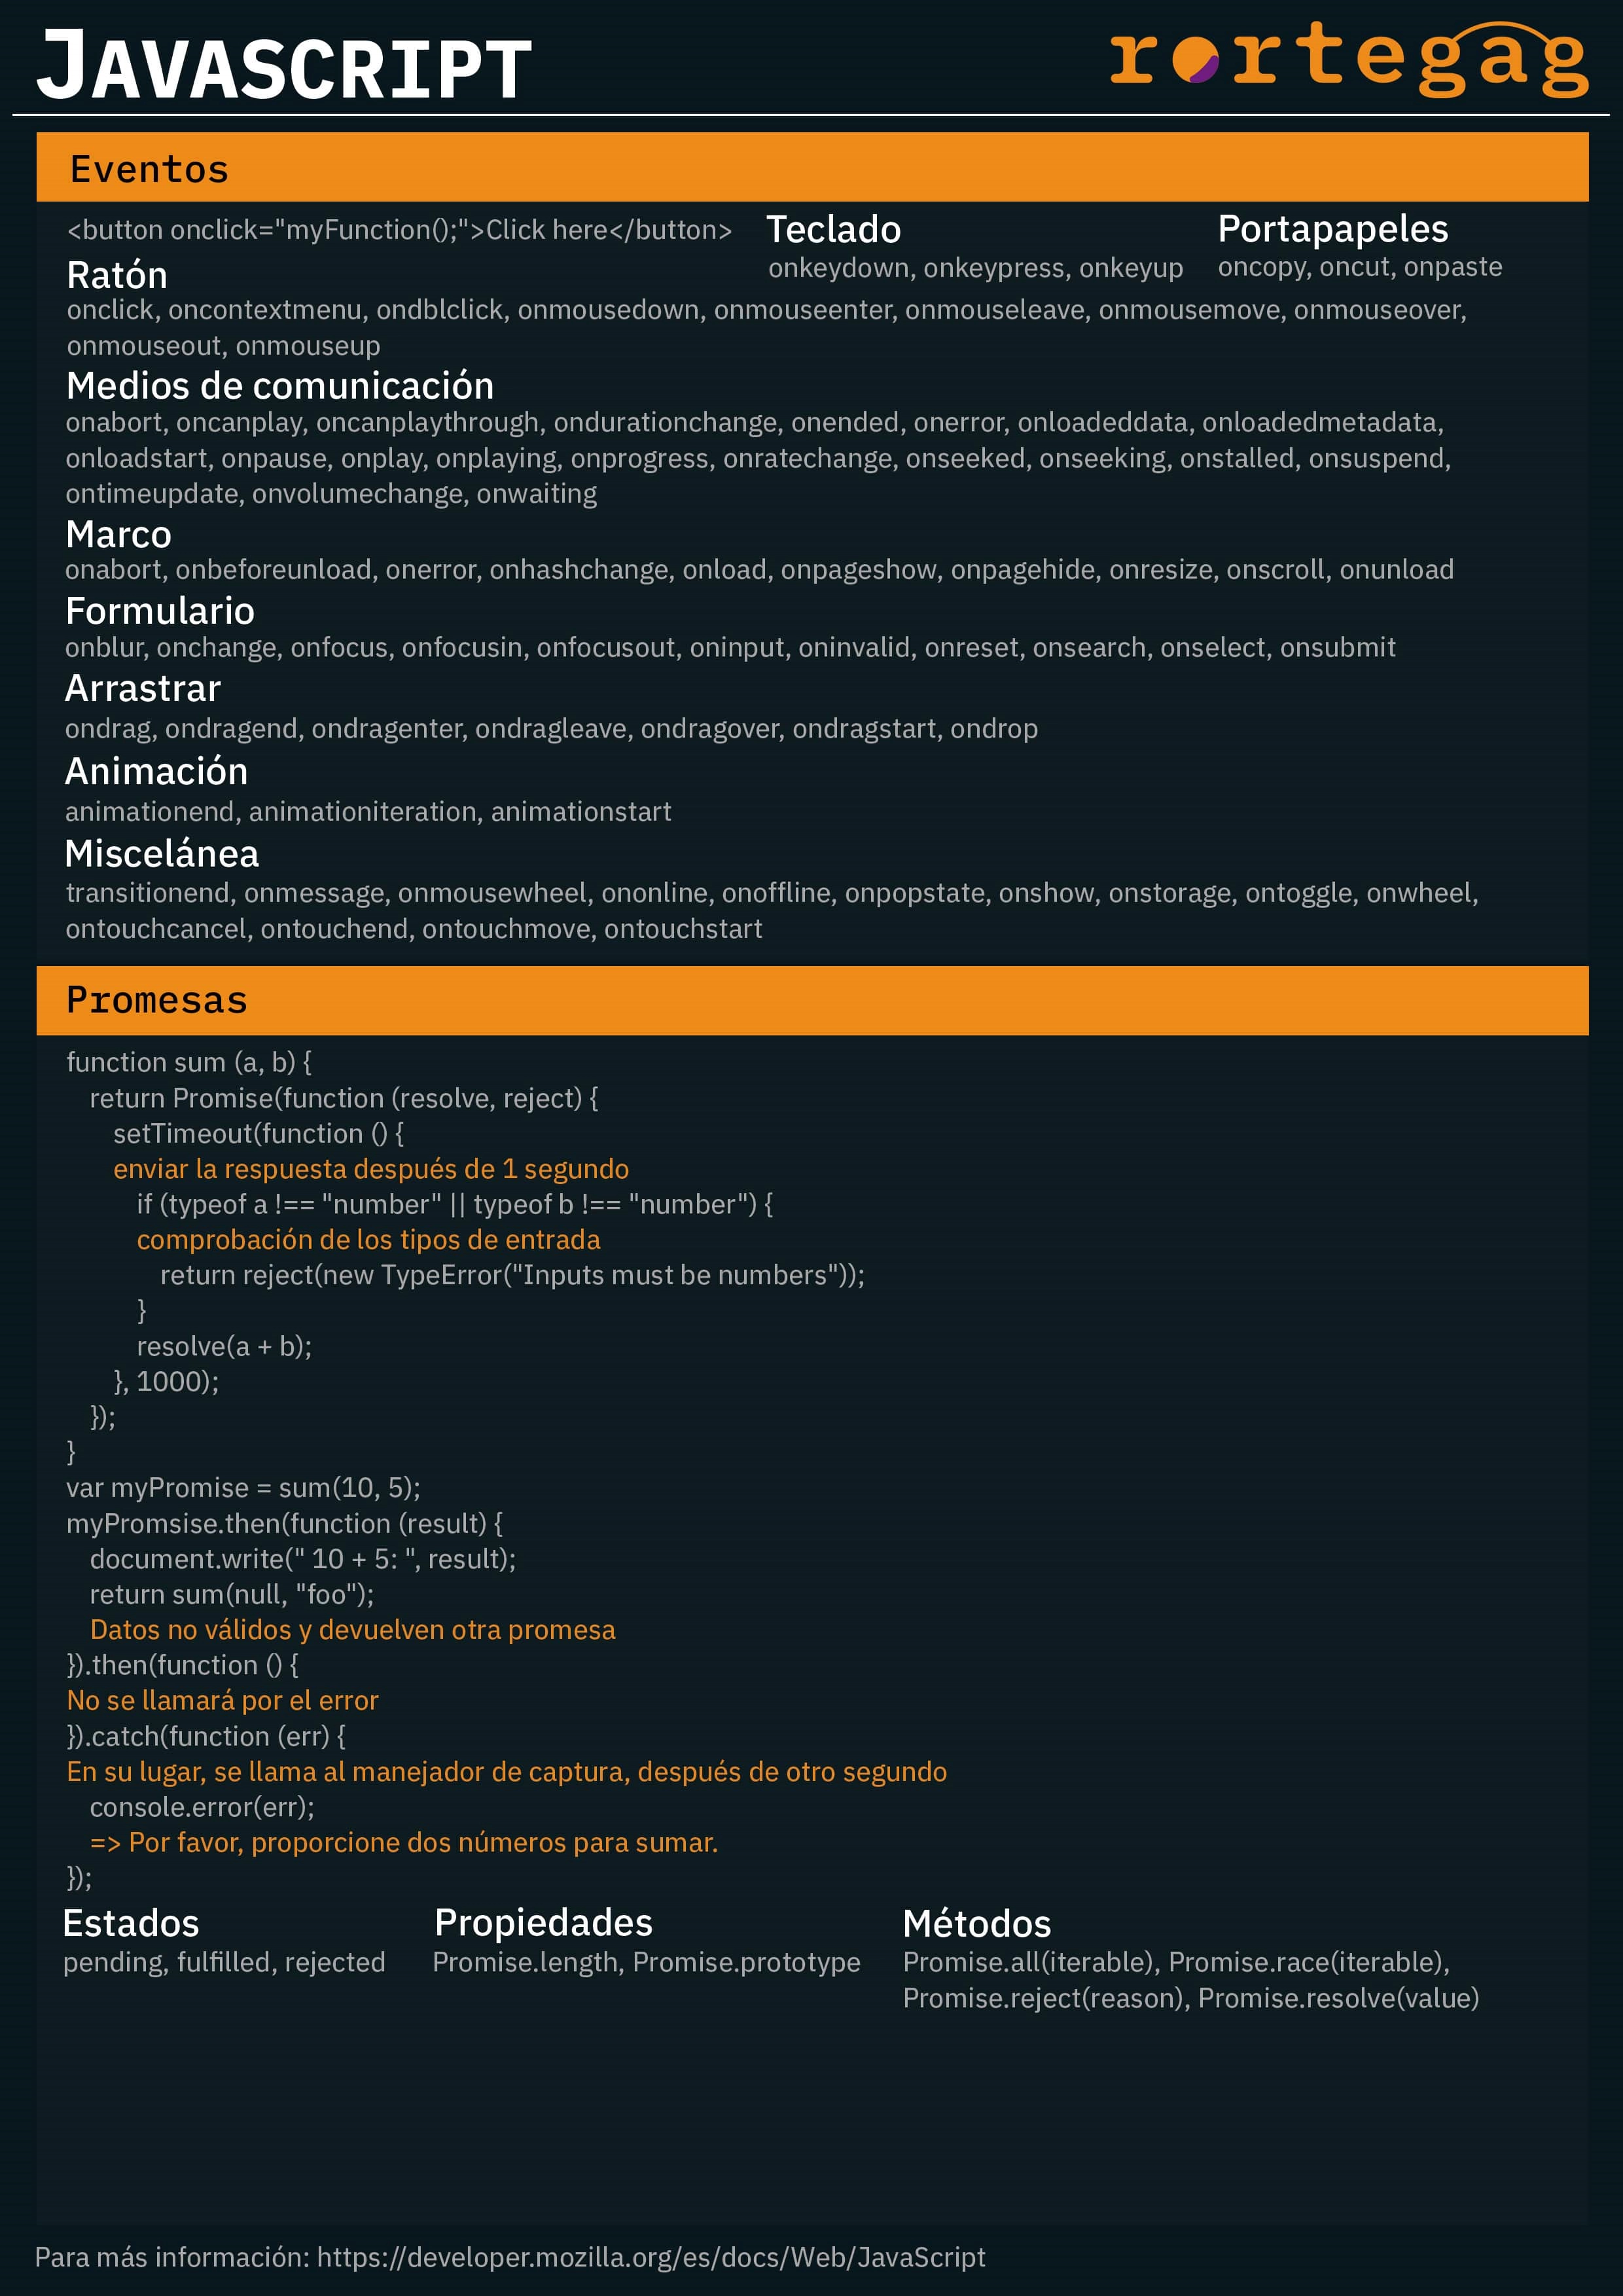 JAVASCRIPT
rortegag
Eventos
<button onclick="myFunction();">Click here</button>
Teclado
onkeydown, onkeypress, onkeyup
Portapapeles
oncopy, oncut, onpaste
Ratón
onclick, oncontextmenu, ondblclick, onmousedown, onmouseenter, onmouseleave, onmousemove, onmouseover,
onmouseout, onmouseup
Medios de comunicación
onabort, oncanplay, oncanplaythrough, ondurationchange, onended, onerror, onloadeddata, onloadedmetadata,
onloadstart, onpause, onplay, onplaying, onprogress, onratechange, onseeked, onseeking, onstalled, onsuspend,
ontimeupdate, onvolumechange, onwaiting
Marco
onabort, onbeforeunload, onerror, onhashchange, onload, onpageshow, onpagehide, onresize, onscroll, onunload
Formulario
onblur, onchange, onfocus, onfocusin, onfocusout, oninput, oninvalid, onreset, onsearch, onselect, onsubmit
Arrastrar
ondrag, ondragend, ondragenter, ondragleave, ondragover, ondragstart, ondrop
Animación
animationend, animationiteration, animationstart
Miscelánea
transitionend, onmessage, onmousewheel, ononline, onoffline, onpopstate, onshow, onstorage, ontoggle, onwheel,
ontouchcancel, ontouchend, ontouchmove, ontouchstart
Promesas
function sum (a, b) {
return Promise(function (resolve, reject) {
setTimeout(function () {
enviar la respuesta después de 1 segundo
if (typeof a !== "number" || typeof b !== "number") {
comprobación de los tipos de entrada
return reject(new TypeError("Inputs must be numbers"));
}
resolve(a + b);
}, 1000);
});
}
var myPromise = sum(10, 5);
myPromsise.then(function (result) {
document.write(" 10 + 5: ", result);
return sum(null, "foo");
Datos no válidos y devuelven otra promesa
}).then(function () {
No se llamará por el error
}).catch(function (err) {
En su lugar, se llama al manejador de captura, después de otro segundo
console.error(err);
=> Por favor, proporcione dos números para sumar.
});
Estados
pending, fulfilled, rejected
Propiedades
Promise.length, Promise.prototype
Métodos
Promise.all(iterable), Promise.race(iterable),
Promise.reject(reason), Promise.resolve(value)
Para más información: https://developer.mozilla.org/es/docs/Web/JavaScript